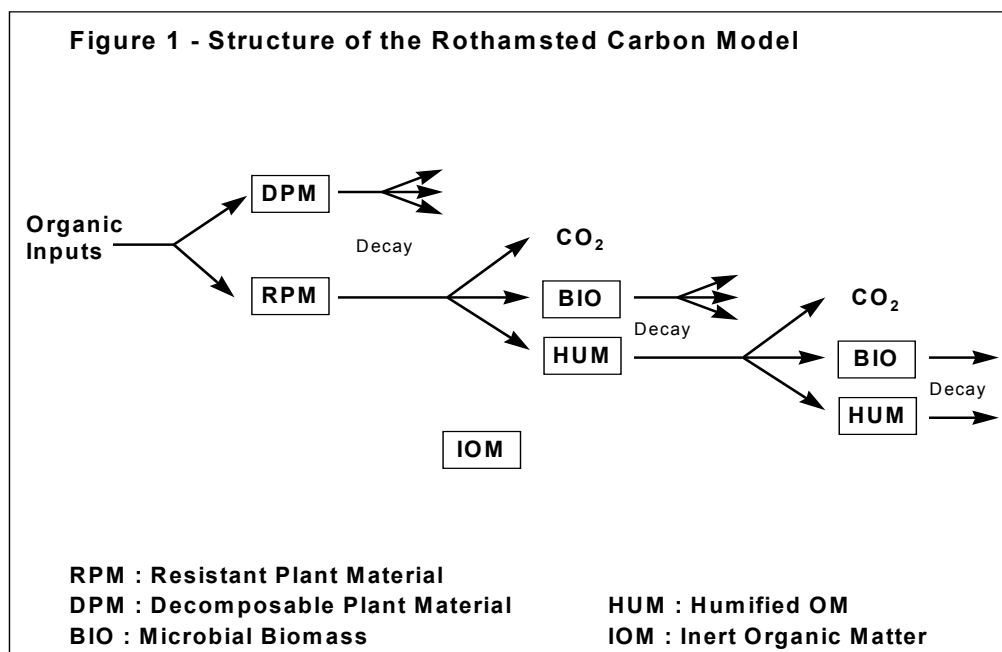 Figure 1 - Structure of the Rothamsted Carbon Model
DPM
Organic
Inputs
Decay
CO₂
RPM
BIO
CO₂
Decay
HUM
BIO
Decay
HUM
IOM
RPM : Resistant Plant Material
DPM : Decomposable Plant Material
HUM : Humified OM
BIO : Microbial Biomass
IOM : Inert Organic Matter